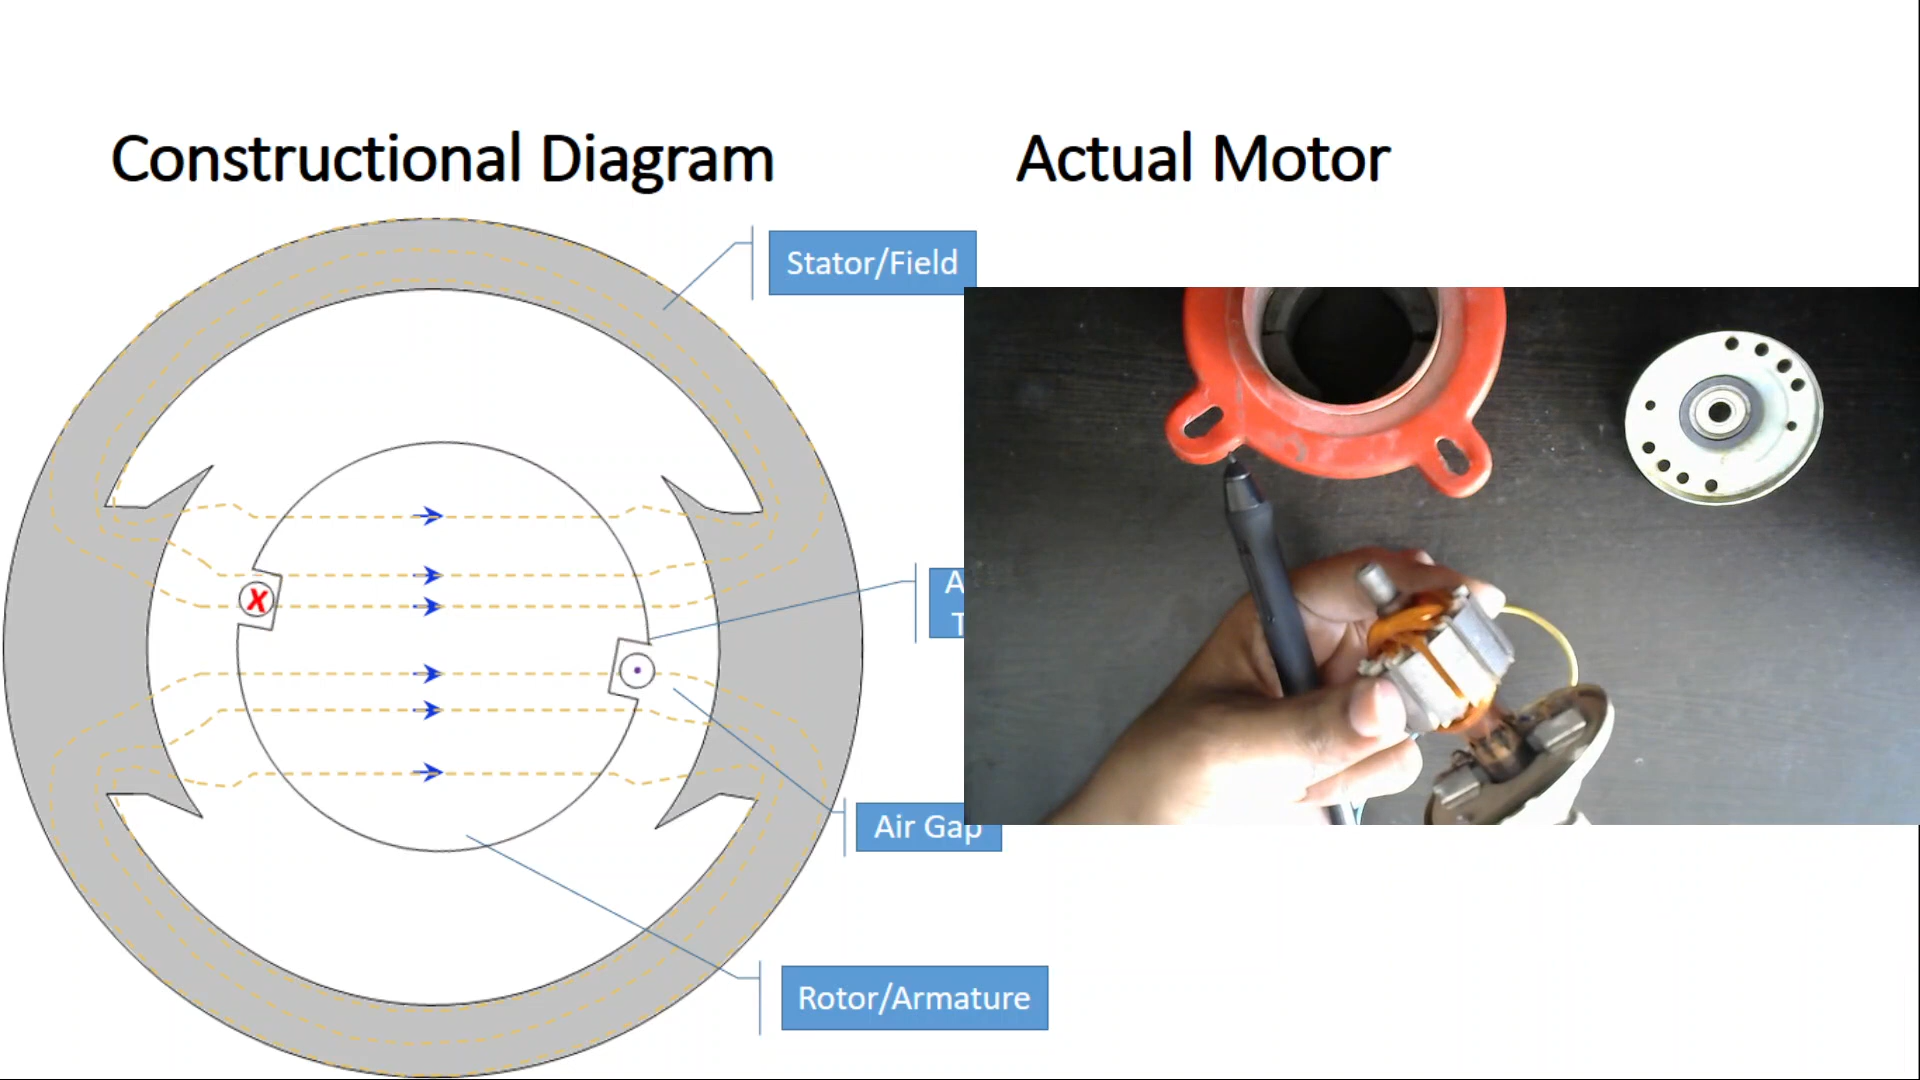 Constructional Diagram
Actual Motor
Stator/Field
X
Air Gap
Rotor/Armature